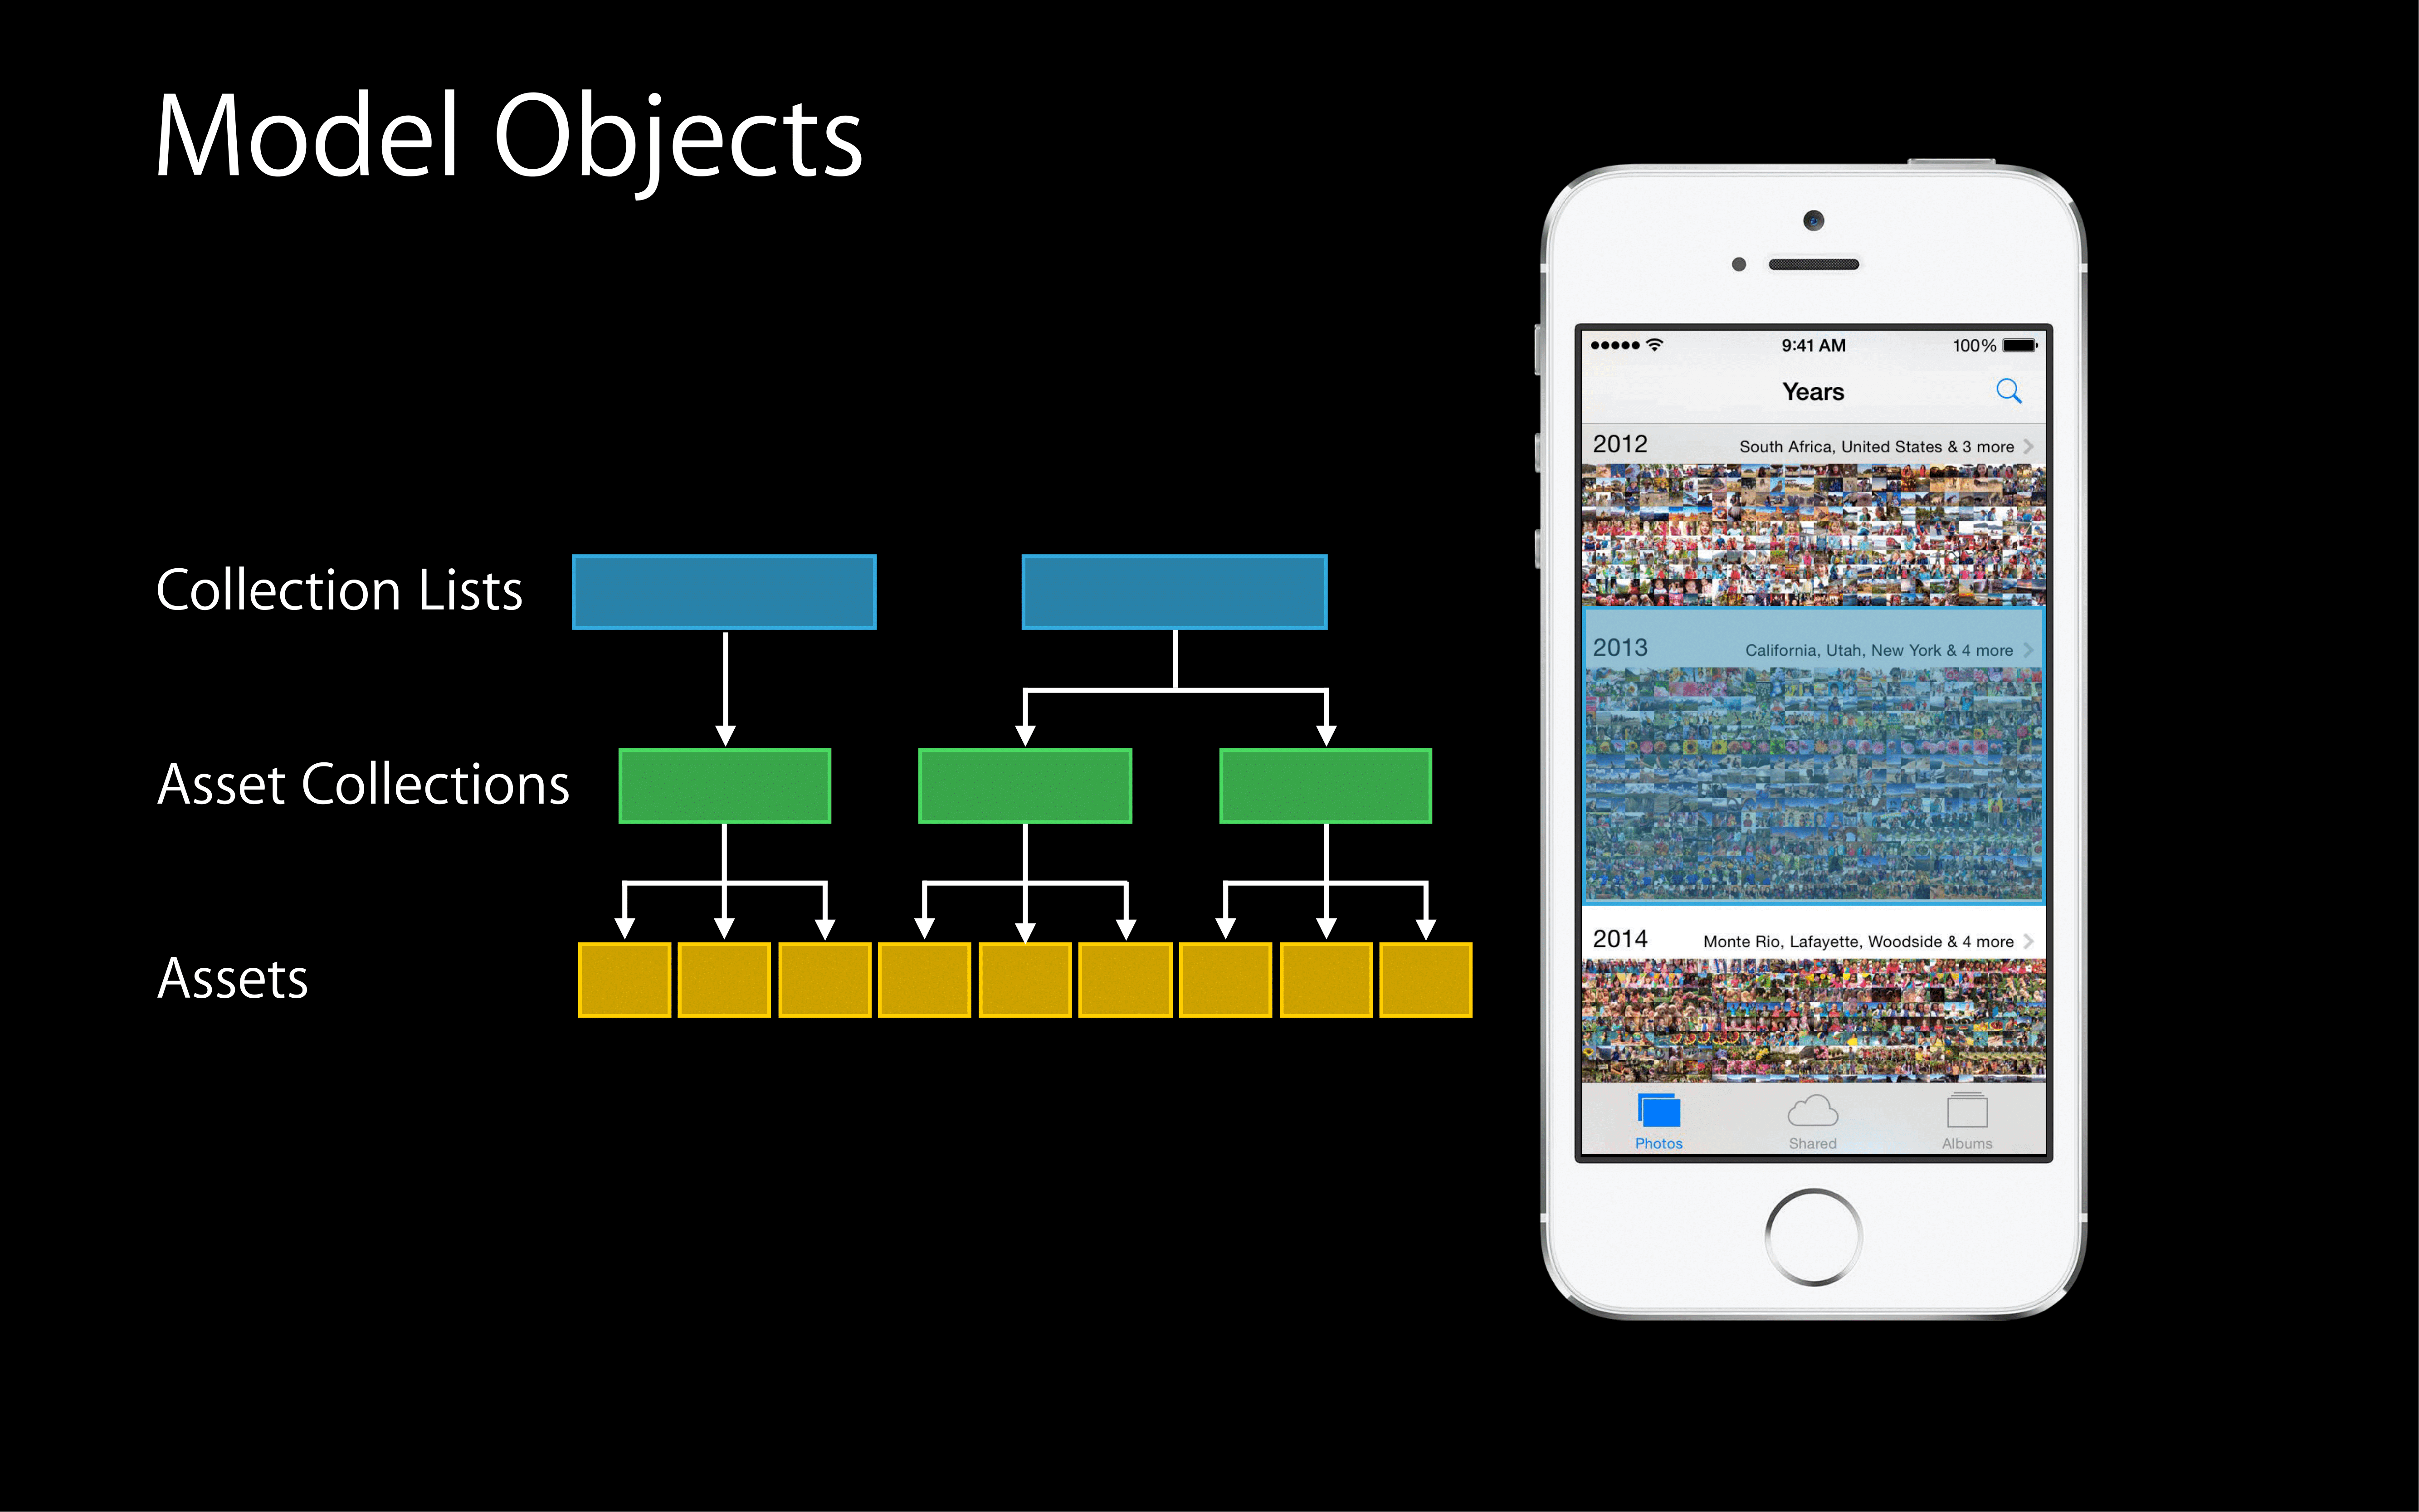 Model Objects
Collection Lists
Asset Collections
Assets
9:41 AM
100%
Years
2012
South Africa, United States & 3 more
2013
California, Utah, New York & 4 more
2014
Monte Rio, Lafayette, Woodside & 4 more
Photos
Shared
Albums